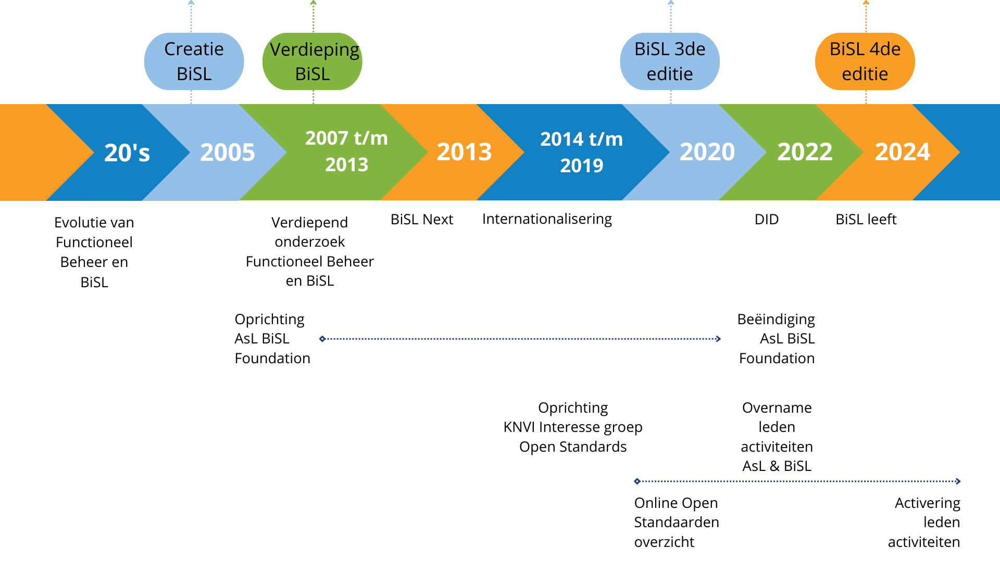 Creatie
BiSL
Verdieping
BiSL
BiSL 3de
editie
BiSL 4de
editie
20's
2005
2007 t/m
2013
2013
2014 t/m
2019
2020
2022
2024
Evolutie van
Functioneel
Beheer en
BiSL
Verdiepend
onderzoek
Functioneel Beheer
en BiSL
BiSL Next
Internationalisering
DID
BiSL leeft
Oprichting
AsL BiSL
Foundation
Beëindiging
AsL BiSL
Foundation
Oprichting
KNVI Interesse groep
Open Standards
Overname
leden
activiteiten
AsL & BiSL
Online Open
Standaarden
overzicht
Activering
leden
activiteiten